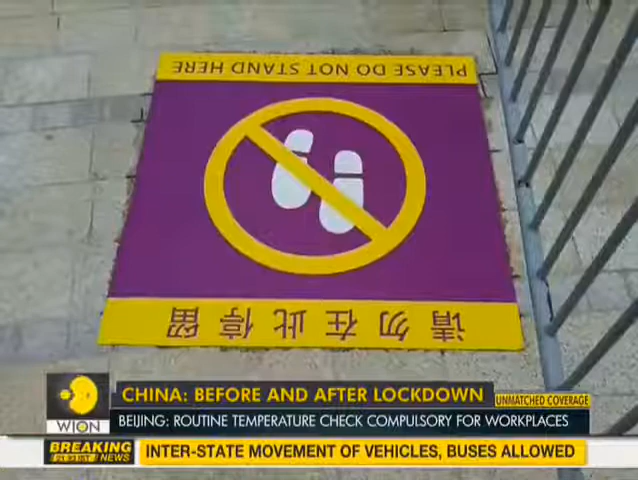 请勿在此停留
PLEASE DO NOT STAND HERE
WION
CHINA: BEFORE AND AFTER LOCKDOWN
UNMATCHED COVERAGE
BEIJING: ROUTINE TEMPERATURE CHECK COMPULSORY FOR WORKPLACES
BREAKING
NEWS
INTER-STATE MOVEMENT OF VEHICLES, BUSES ALLOWED